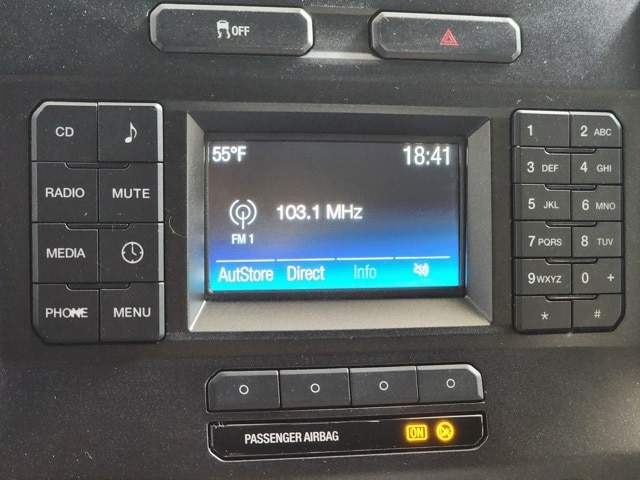 OFF
CD
RADIO MUTE
MEDIA
PHONE MENU
55°F 18:41
103.1 MHz
FM 1
AutStore Direct Info
1 2 ABC
3 DEF 4 GHI
5 JKL 6 MNO
7 PQRS 8 TUV
9 WXYZ 0 +
* #
PASSENGER AIRBAG ON